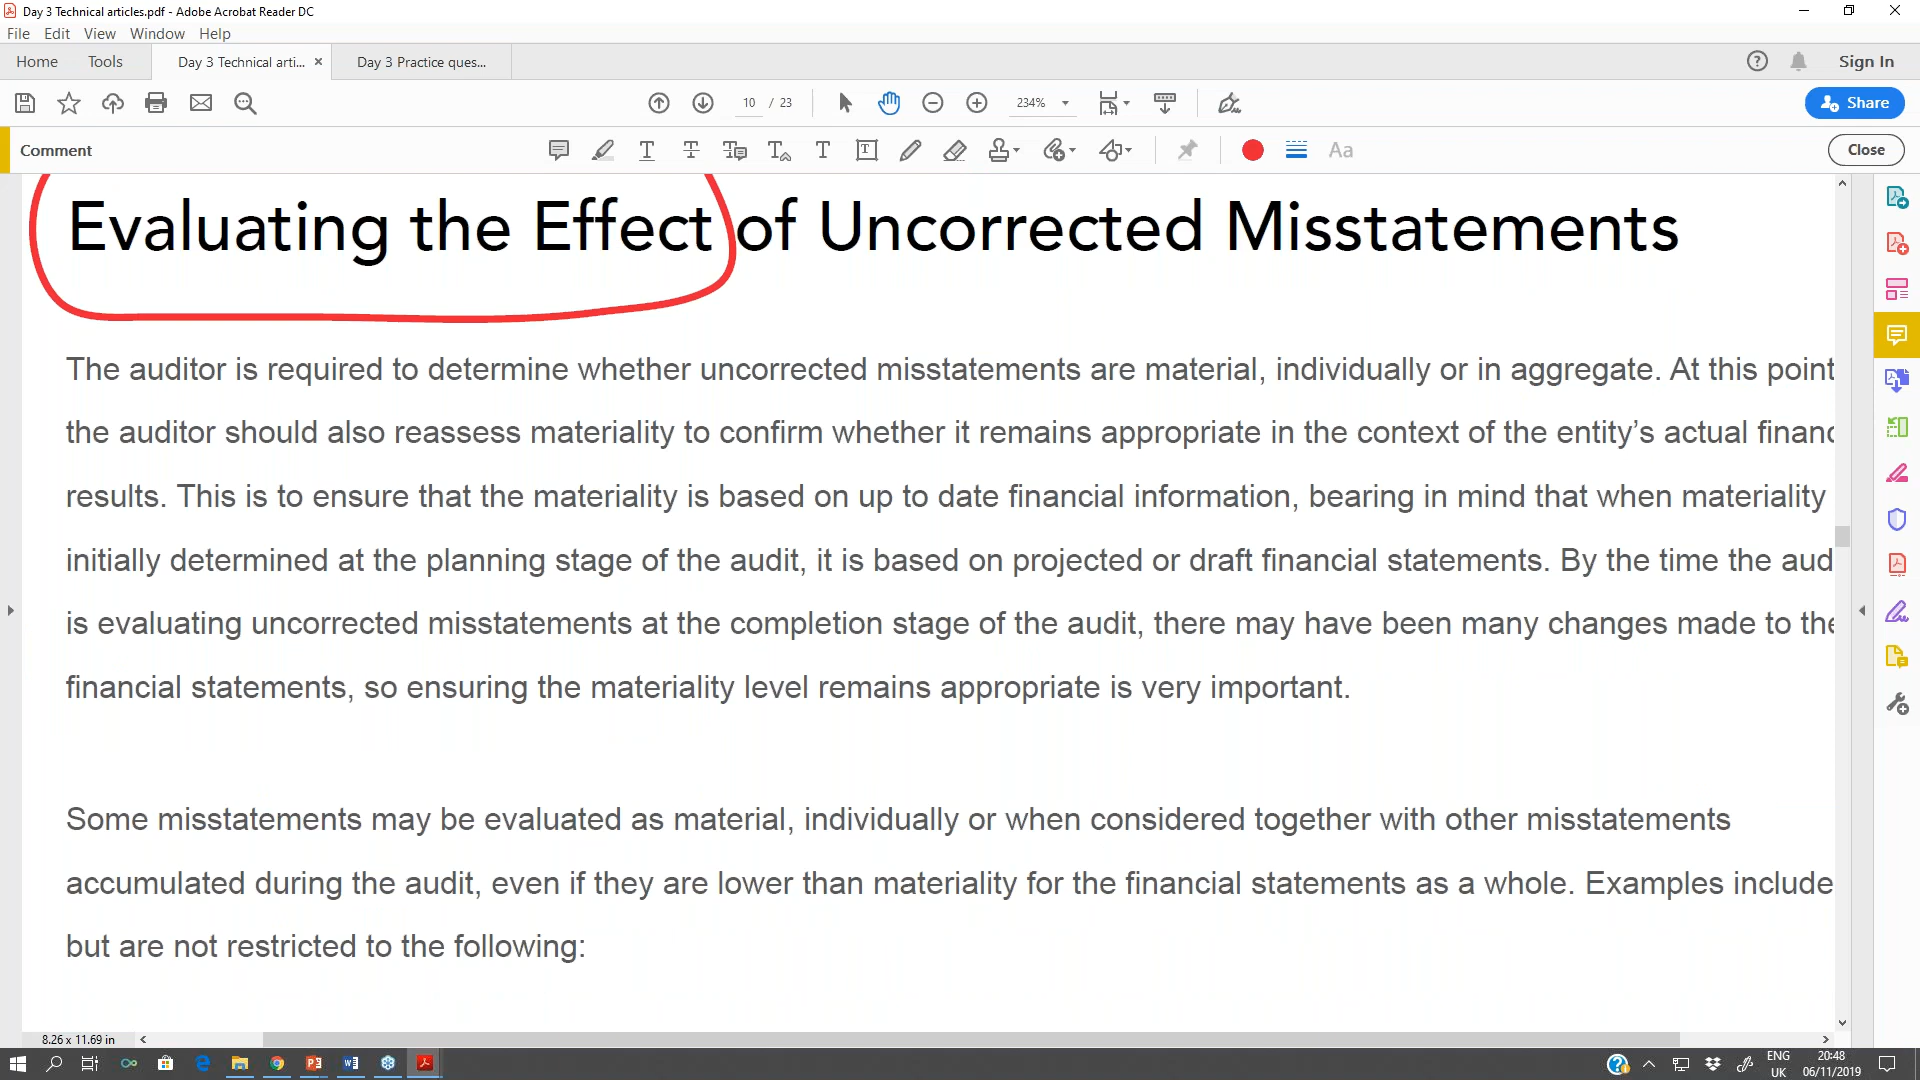 Day 3 Technical articles.pdf - Adobe Acrobat Reader DC
File Edit View Window Help
Home Tools Day 3 Technical arti... × Day 3 Practice ques... Sign In
10 / 23 234% Share
Comment Aa Close
Evaluating the Effect of Uncorrected Misstatements
The auditor is required to determine whether uncorrected misstatements are material, individually or in aggregate. At this point
the auditor should also reassess materiality to confirm whether it remains appropriate in the context of the entity’s actual financ
results. This is to ensure that the materiality is based on up to date financial information, bearing in mind that when materiality
initially determined at the planning stage of the audit, it is based on projected or draft financial statements. By the time the aud
is evaluating uncorrected misstatements at the completion stage of the audit, there may have been many changes made to the
financial statements, so ensuring the materiality level remains appropriate is very important.
Some misstatements may be evaluated as material, individually or when considered together with other misstatements
accumulated during the audit, even if they are lower than materiality for the financial statements as a whole. Examples include
but are not restricted to the following:
8.26 x 11.69 in
ENG 20:48
UK 06/11/2019